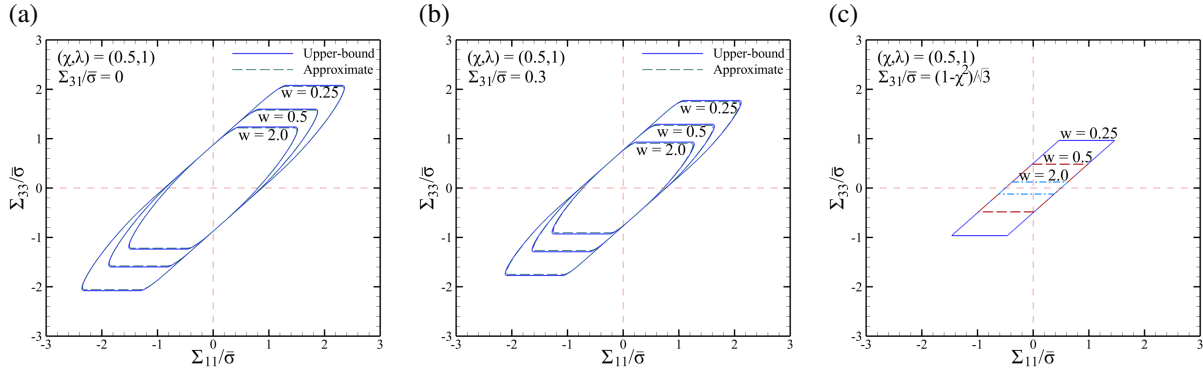 (a)
(χ,λ) = (0.5,1)
Σ31/σ̅ = 0
Upper-bound
Approximate
w = 0.25
w = 0.5
w = 2.0
Σ33/σ̅
3
2
1
0
-1
-2
-3
-3 -2 -1 0 1 2 3
Σ11/σ̅
(b)
(χ,λ) = (0.5,1)
Σ31/σ̅ = 0.3
Upper-bound
Approximate
w = 0.25
w = 0.5
w = 2.0
Σ33/σ̅
3
2
1
0
-1
-2
-3
-3 -2 -1 0 1 2 3
Σ11/σ̅
(c)
(χ,λ) = (0.5,1)
Σ31/σ̅ = (1-χ²)/√3
w = 0.25
w = 0.5
w = 2.0
Σ33/σ̅
3
2
1
0
-1
-2
-3
-3 -2 -1 0 1 2 3
Σ11/σ̅